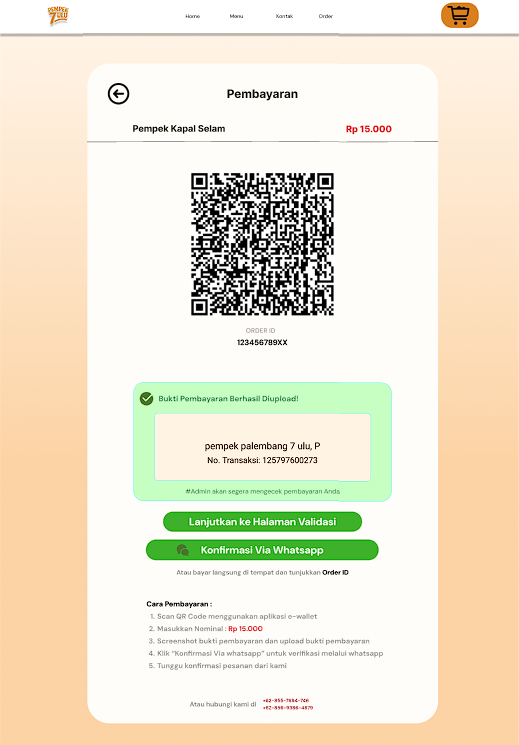 PEMPEK
7 ULU
Home Menu Kontak Order
Pembayaran
Pempek Kapal Selam Rp 15.000
ORDER ID
123456789XX
Bukti Pembayaran Berhasil Diupload!
pempek palembang 7 ulu, P
No. Transaksi: 125797600273
#Admin akan segera mengecek pembayaran Anda
Lanjutkan ke Halaman Validasi
Konfirmasi Via Whatsapp
Atau bayar langsung di tempat dan tunjukkan Order ID
Cara Pembayaran :
1. Scan QR Code menggunakan aplikasi e-wallet
2. Masukkan Nominal : Rp 15.000
3. Screenshot bukti pembayaran dan upload bukti pembayaran
4. Klik “Konfirmasi Via whatsapp” untuk verifikasi melalui whatsapp
5. Tunggu konfirmasi pesanan dari kami
Atau hubungi kami di